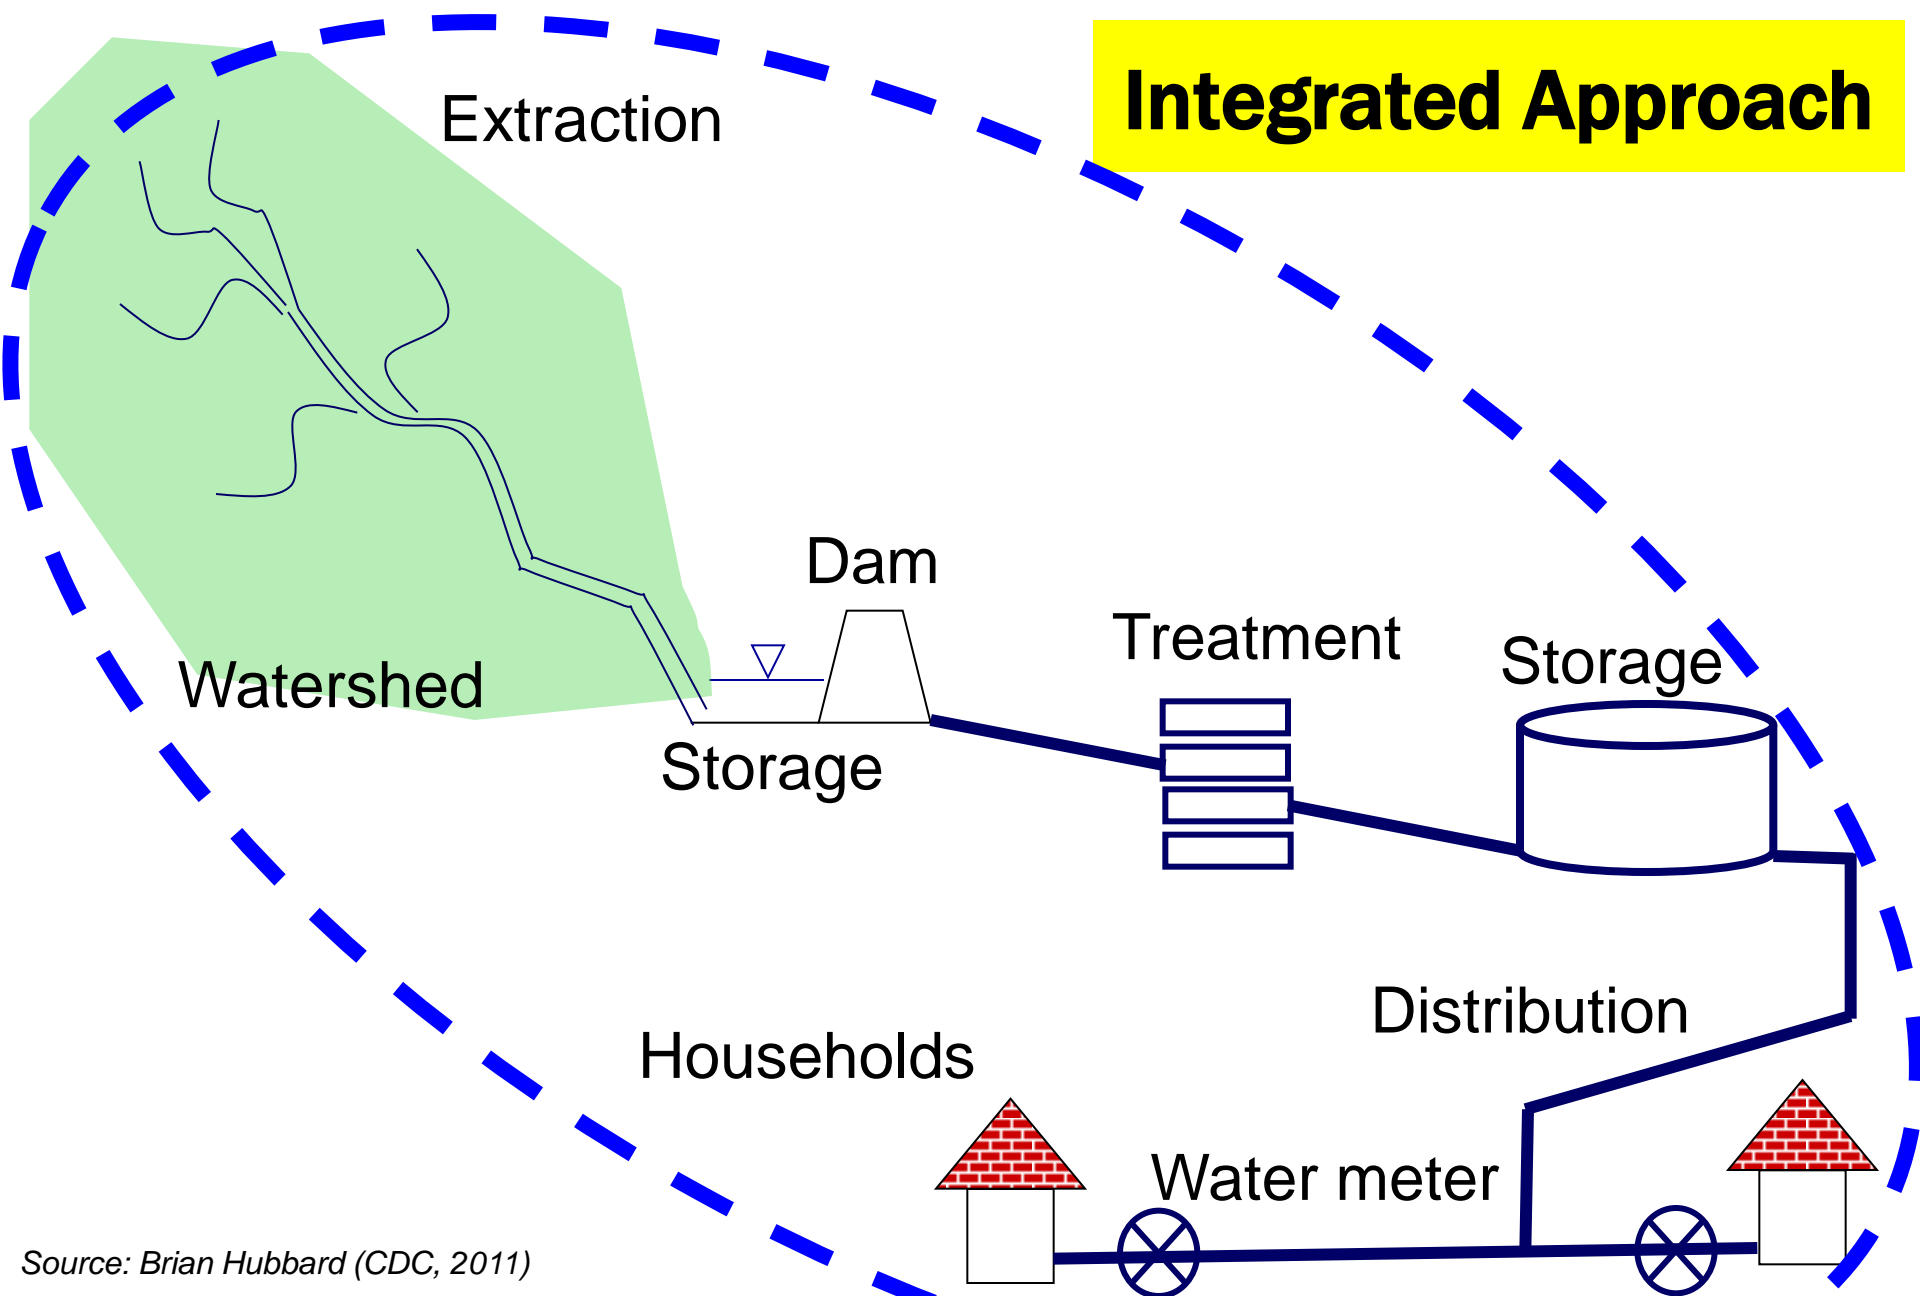 Integrated Approach
Extraction
Dam
Treatment
Storage
Watershed
Storage
Distribution
Households
Water meter
Source: Brian Hubbard (CDC, 2011)